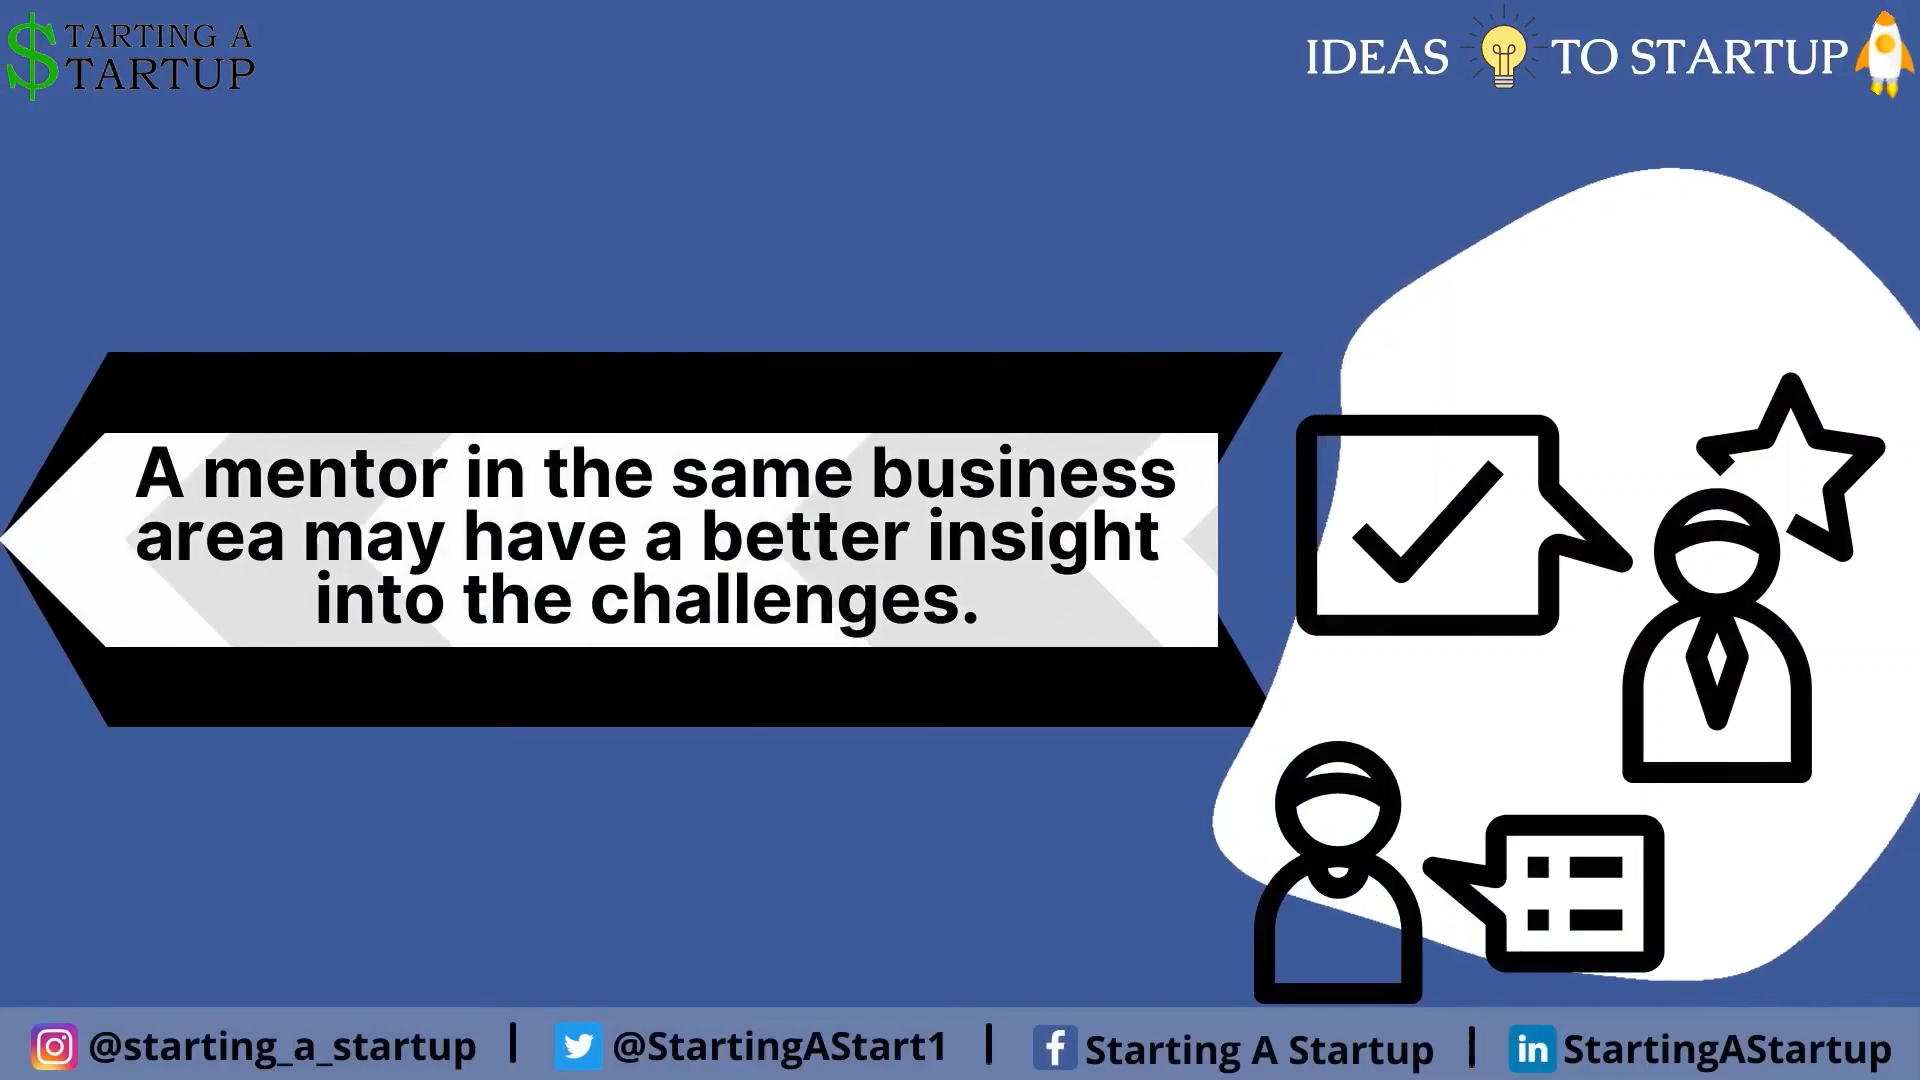 $TARTING A
TARTUP
IDEAS TO STARTUP
A mentor in the same business
area may have a better insight
into the challenges.
@starting_a_startup | @StartingAStart1 | Starting A Startup | StartingAStartup